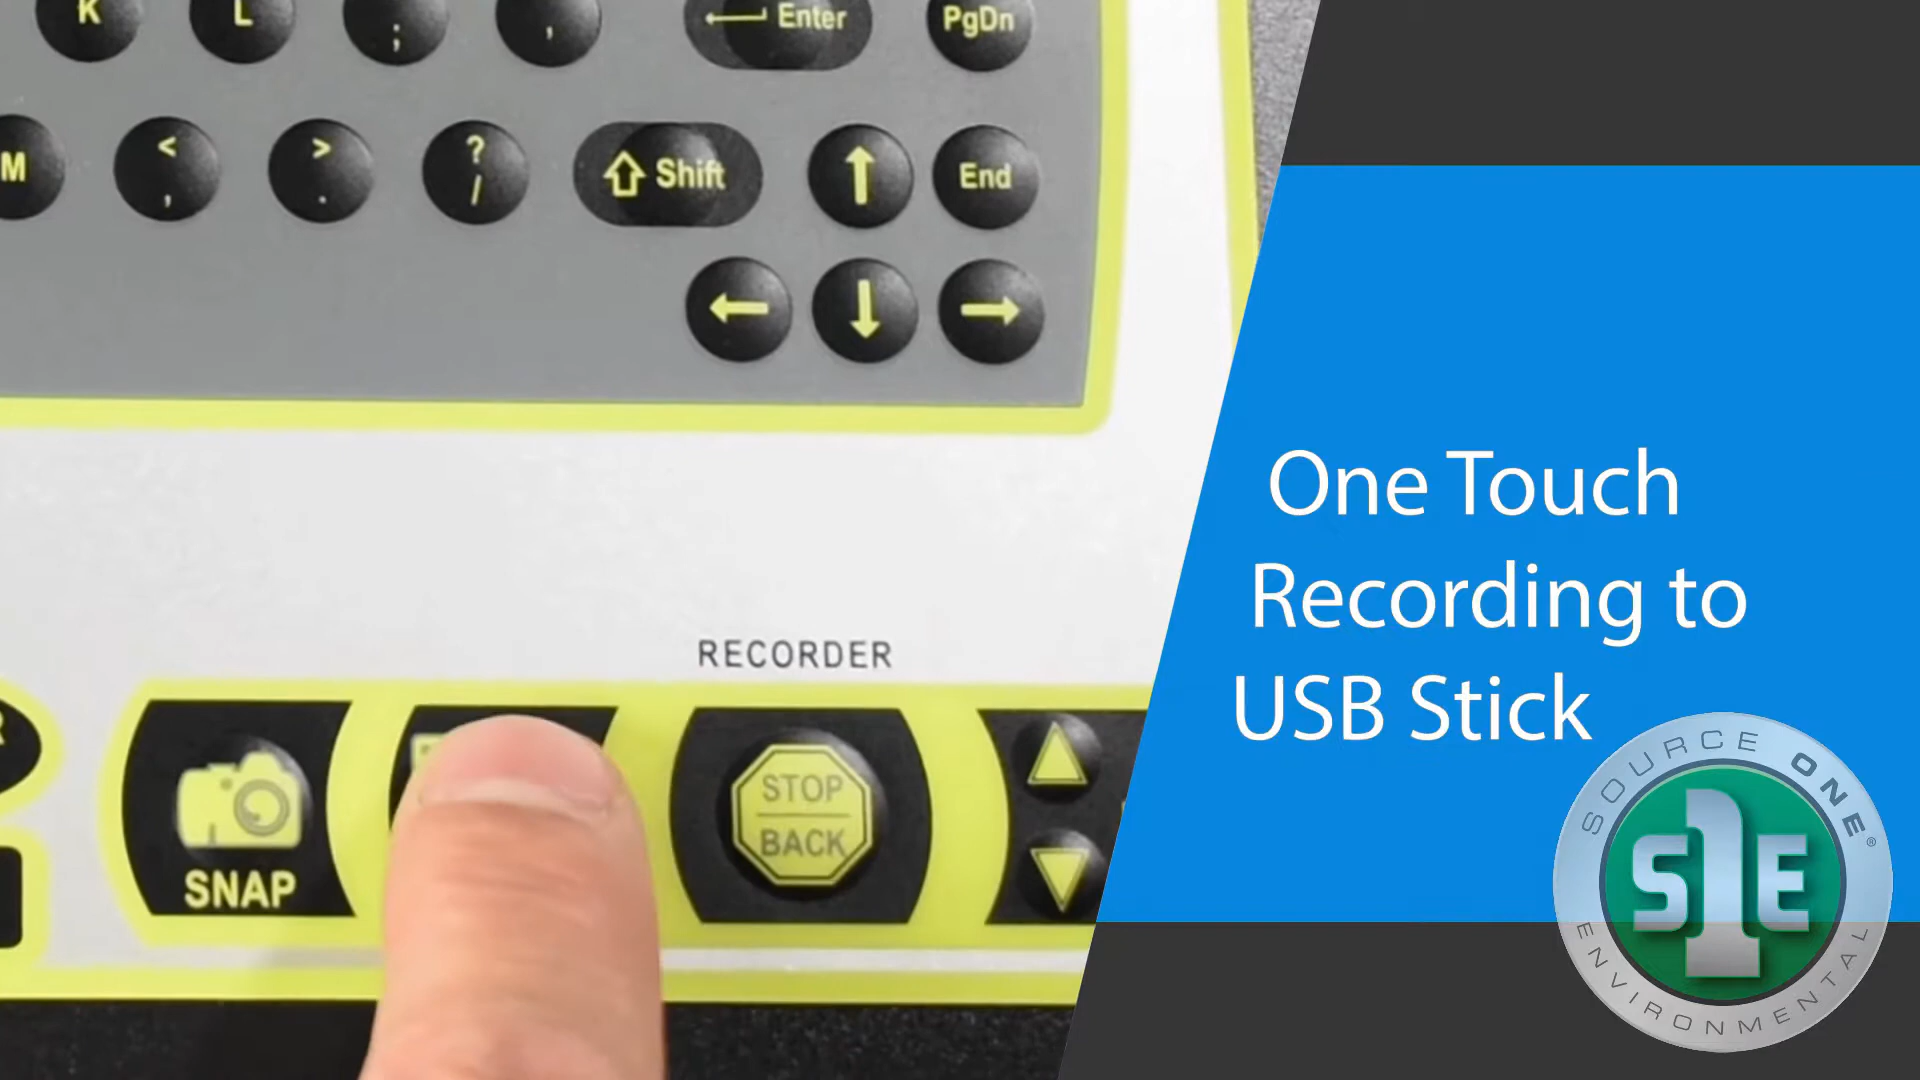 K L ; , Enter PgDn
M < , > . ? / Shift End
RECORDER
SNAP
STOP
BACK
One Touch
Recording to
USB Stick
SOURCE ONE®
S1E
ENVIRONMENTAL